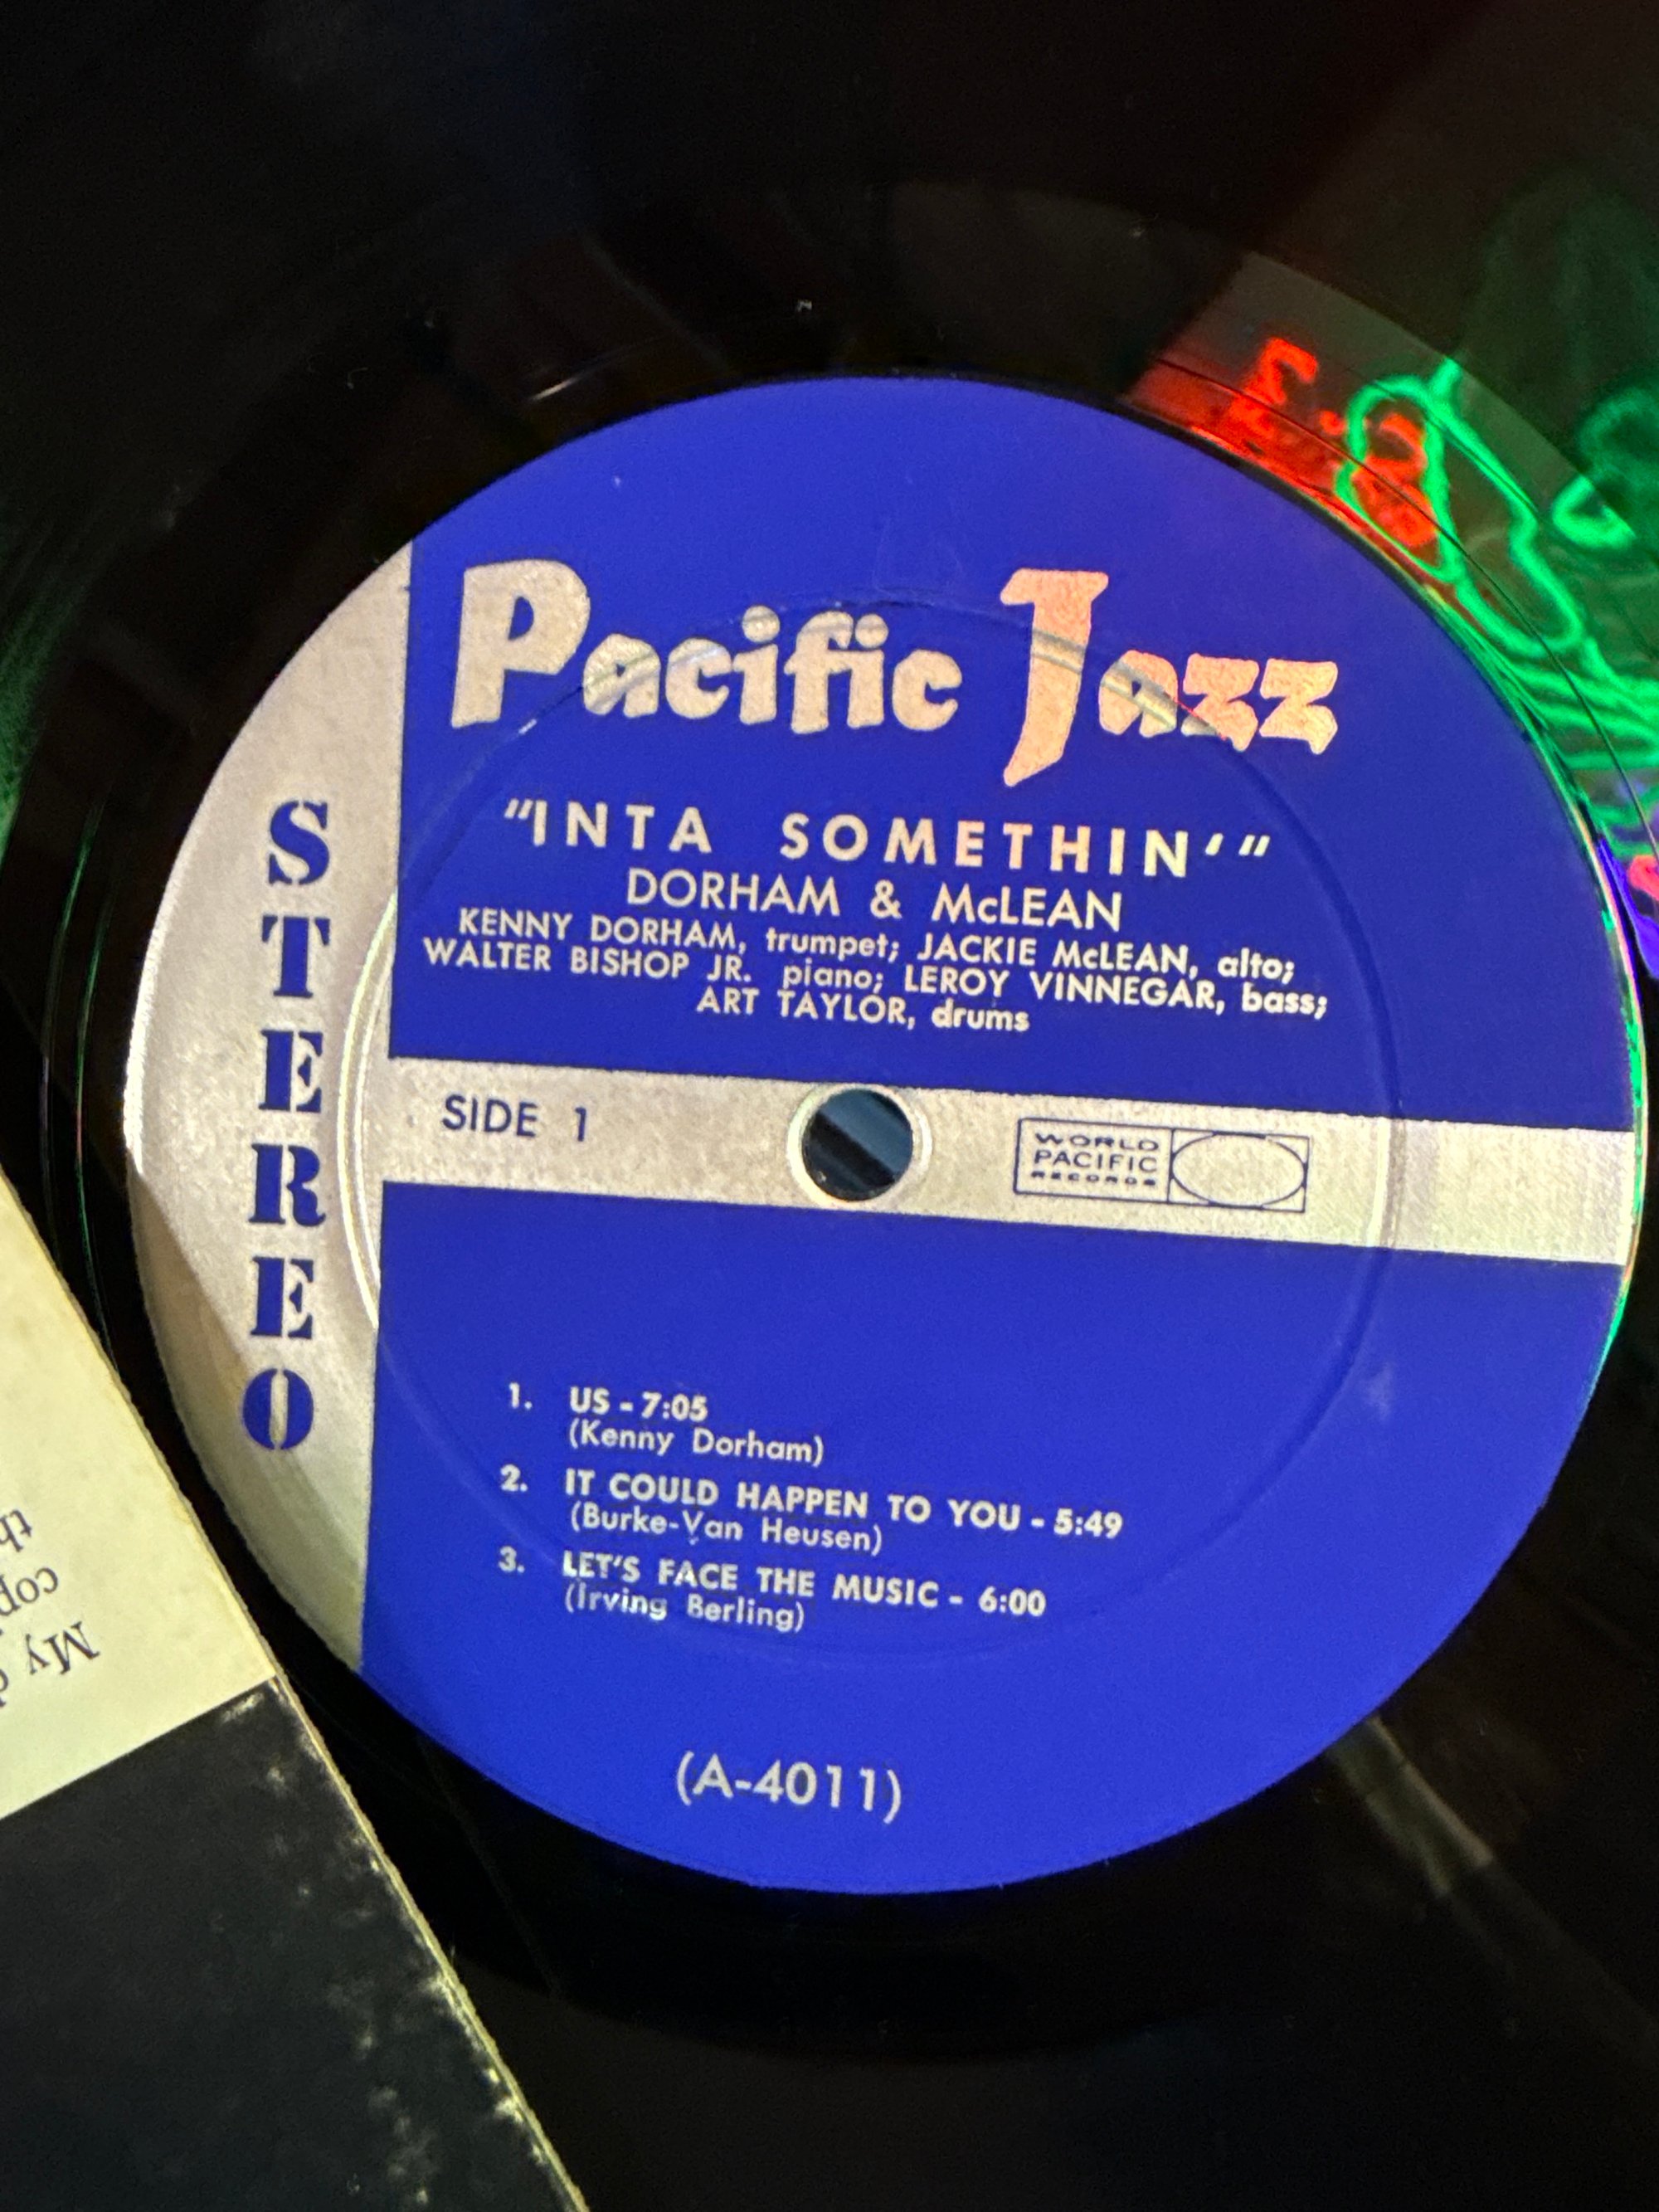 Pacific Jazz
"INTA SOMETHIN'"
DORHAM & McLEAN
KENNY DORHAM, trumpet; JACKIE McLEAN, alto;
WALTER BISHOP JR. piano; LEROY VINNEGAR, bass;
ART TAYLOR, drums
STEREO
SIDE 1
WORLD
PACIFIC
RECORDS
1. US - 7:05
(Kenny Dorham)
2. IT COULD HAPPEN TO YOU - 5:49
(Burke-Van Heusen)
3. LET'S FACE THE MUSIC - 6:00
(Irving Berling)
(A-4011)
My